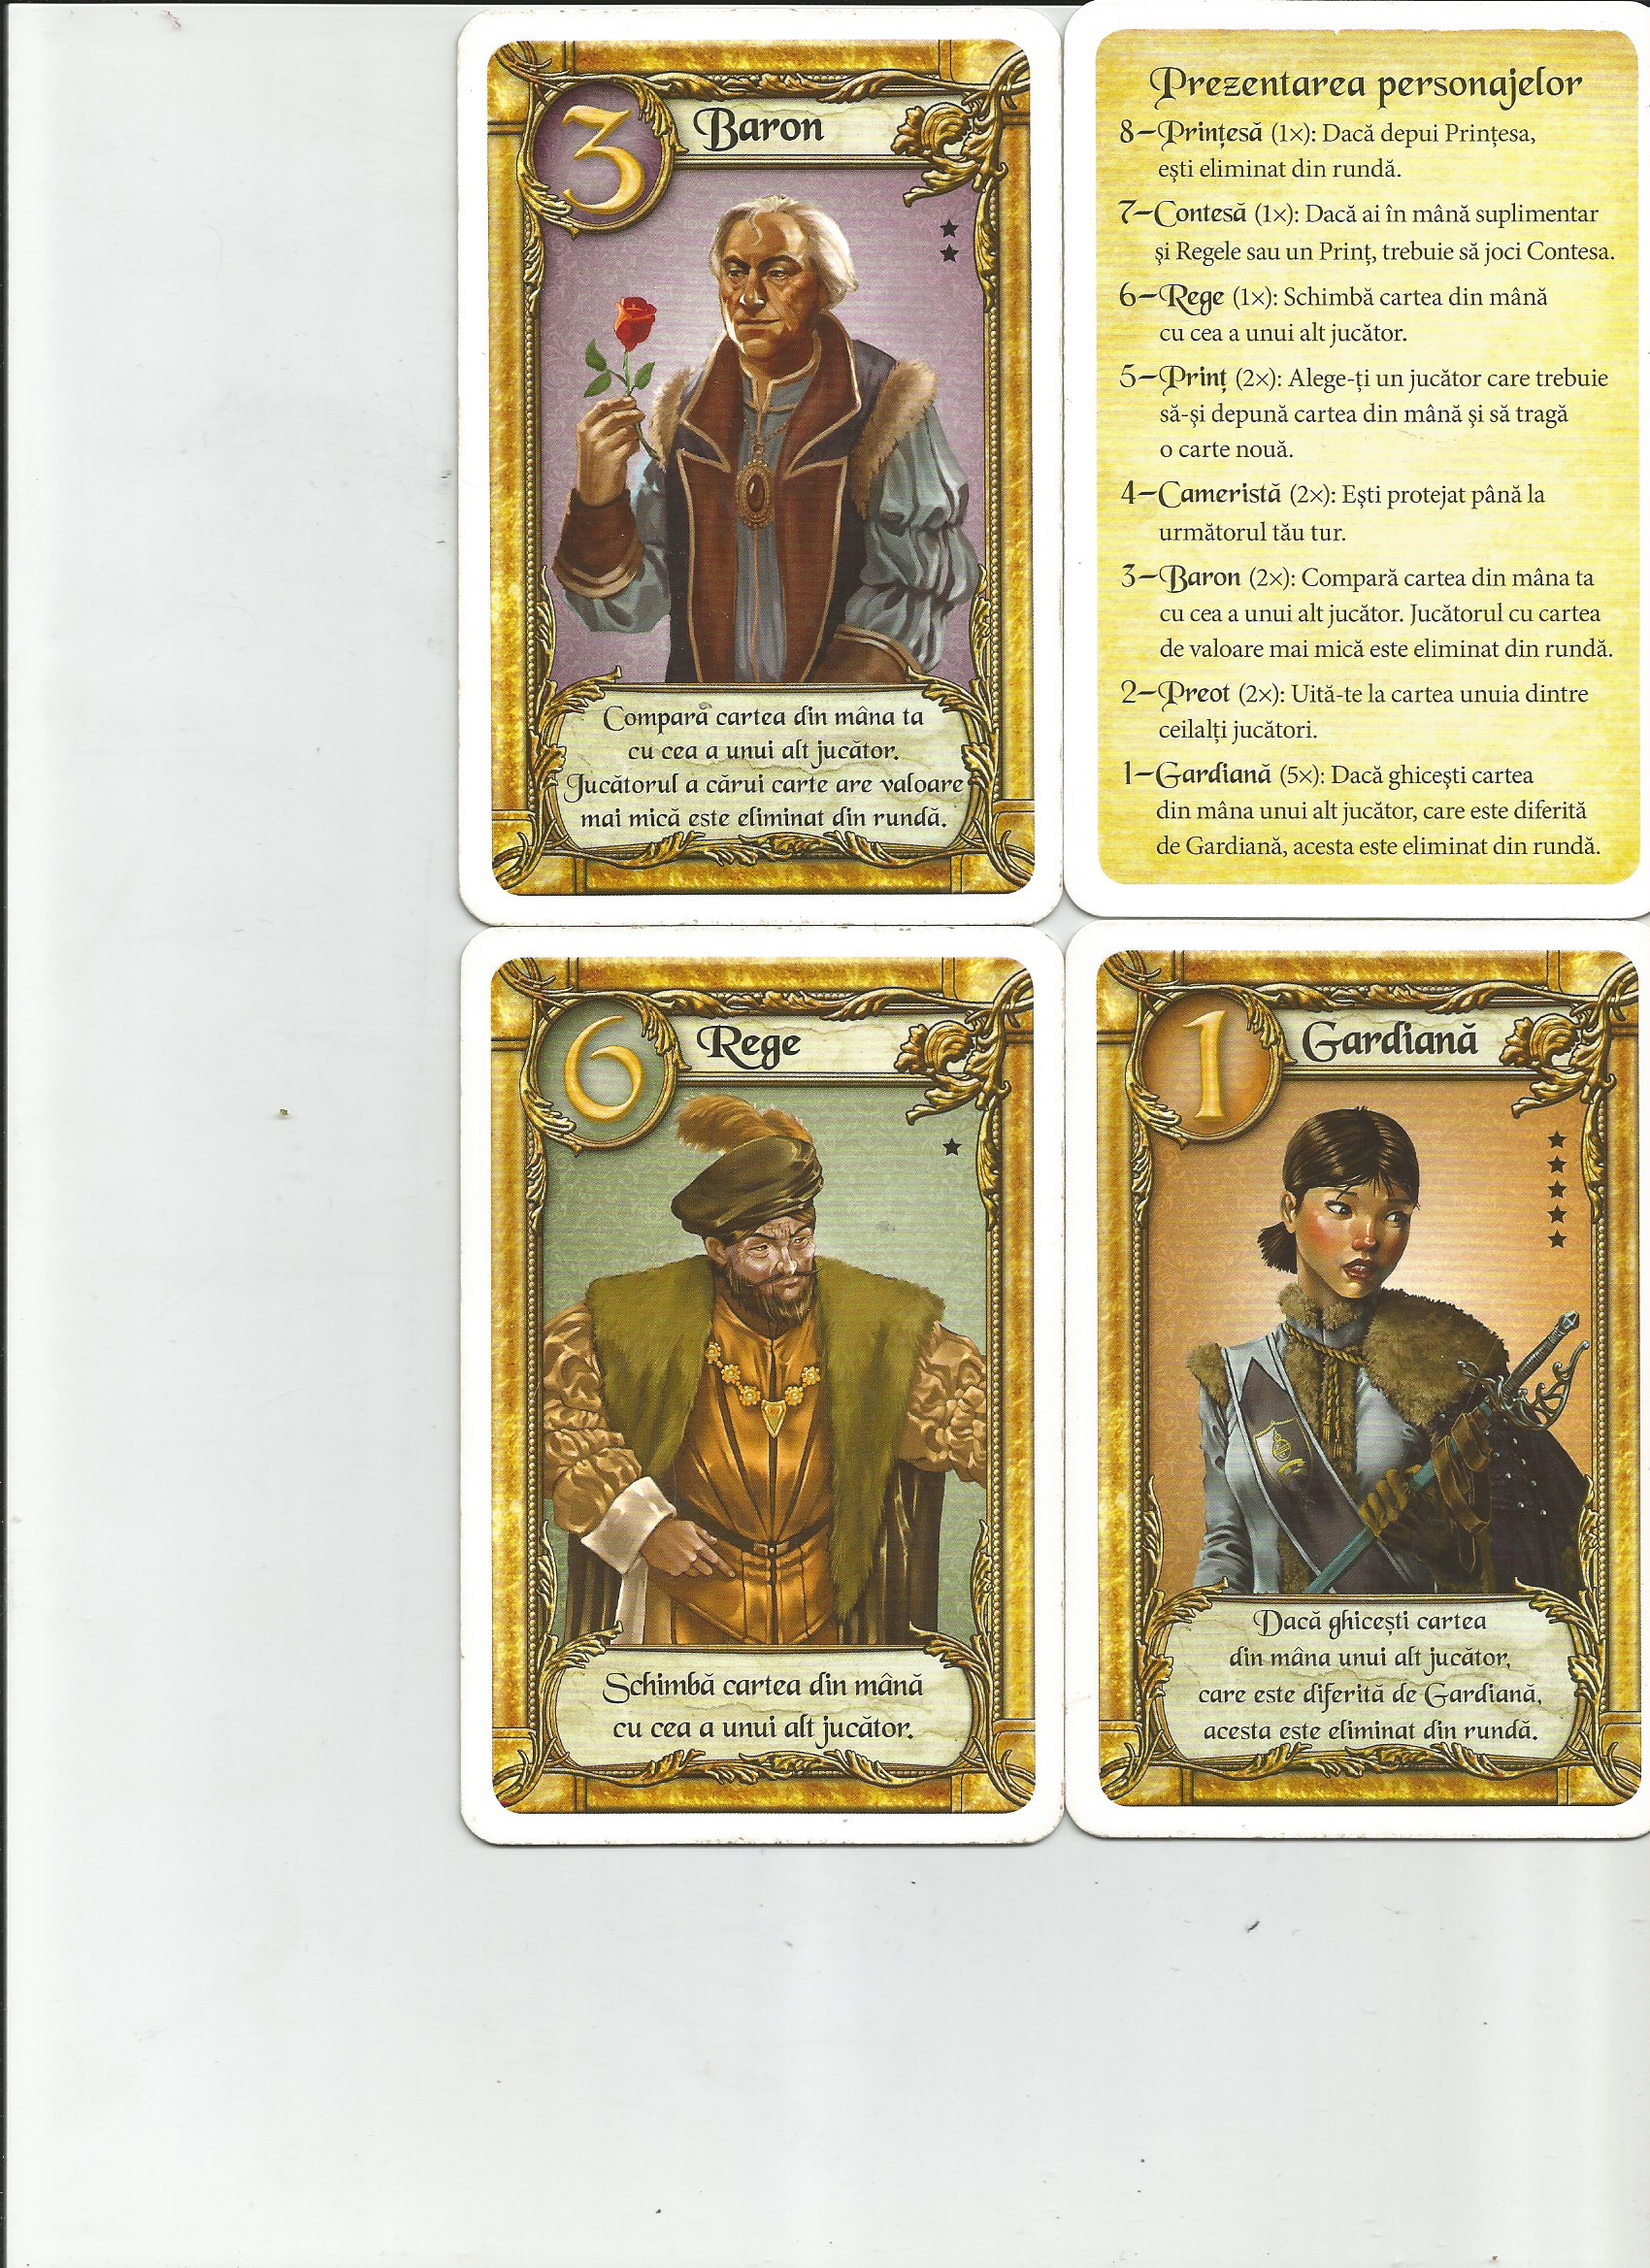 3
Baron
Compară cartea din mâna ta
cu cea a unui alt jucător.
Jucătorul a cărui carte are valoare
mai mică este eliminat din rundă.
Prezentarea personajelor
8–Prințesă (1×): Dacă depui Prințesa,
ești eliminat din rundă.
7–Contesă (1×): Dacă ai în mână suplimentar
și Regele sau un Prinț, trebuie să joci Contesa.
6–Rege (1×): Schimbă cartea din mână
cu cea a unui alt jucător.
5–Prinț (2×): Alege-ți un jucător care trebuie
să-și depună cartea din mână și să tragă
o carte nouă.
4–Cameristă (2×): Ești protejat până la
următorul tău tur.
3–Baron (2×): Compară cartea din mâna ta
cu cea a unui alt jucător. Jucătorul cu cartea
de valoare mai mică este eliminat din rundă.
2–Preot (2×): Uită-te la cartea unuia dintre
ceilalți jucători.
1–Gardiană (5×): Dacă ghicești cartea
din mâna unui alt jucător, care este diferită
de Gardiană, acesta este eliminat din rundă.
6
Rege
Schimbă cartea din mână
cu cea a unui alt jucător.
1
Gardiană
Dacă ghicești cartea
din mâna unui alt jucător,
care este diferită de Gardiană,
acesta este eliminat din rundă.